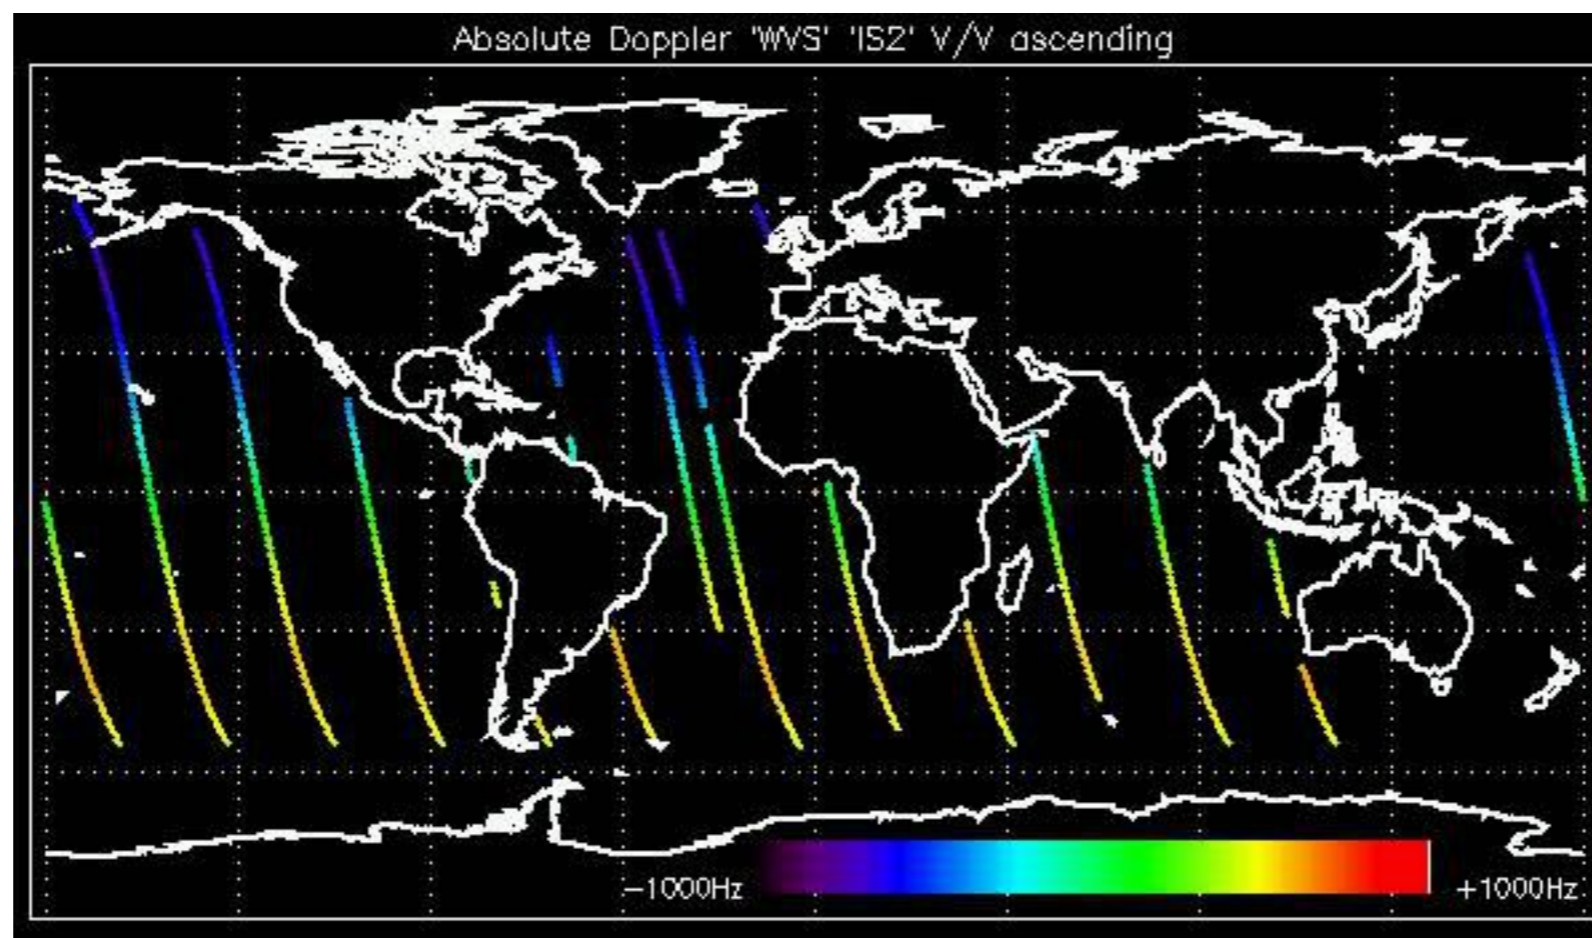 Absolute Doppler 'WVS' 'IS2' V/V ascending
-1000Hz +1000Hz